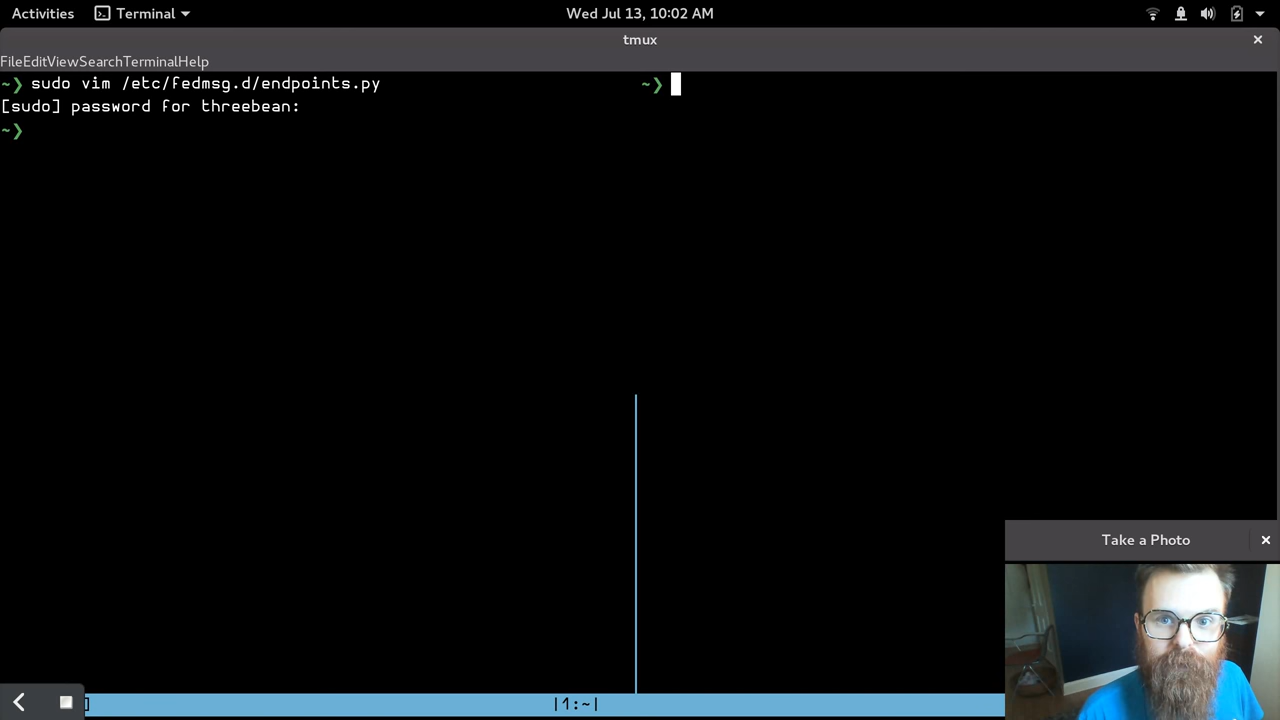 Activities Terminal Wed Jul 13, 10:02 AM
tmux
FileEditViewSearchTerminalHelp
~❯ sudo vim /etc/fedmsg.d/endpoints.py
[sudo] password for threebean:
~❯
~❯
Take a Photo
] |1:~|